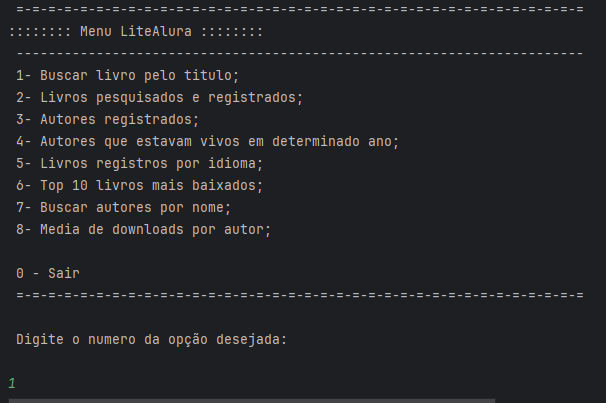 =-=-=-=-=-=-=-=-=-=-=-=-=-=-=-=-=-=-=-=-=-=-=-=-=-=-=-=-=-=-=-=-=-=-=
:::::::: Menu LiteAlura ::::::::
-----------------------------------------------------------------------
1- Buscar livro pelo titulo;
2- Livros pesquisados e registrados;
3- Autores registrados;
4- Autores que estavam vivos em determinado ano;
5- Livros registros por idioma;
6- Top 10 livros mais baixados;
7- Buscar autores por nome;
8- Media de downloads por autor;
0 - Sair
=-=-=-=-=-=-=-=-=-=-=-=-=-=-=-=-=-=-=-=-=-=-=-=-=-=-=-=-=-=-=-=-=-=-=
Digite o numero da opção desejada:
1